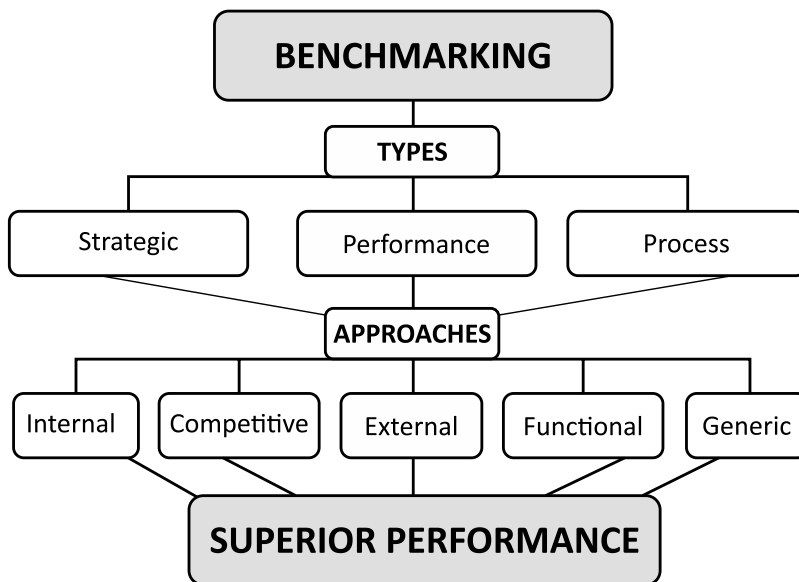 BENCHMARKING
TYPES
Strategic
Performance
Process
APPROACHES
Internal
Competitive
External
Functional
Generic
SUPERIOR PERFORMANCE